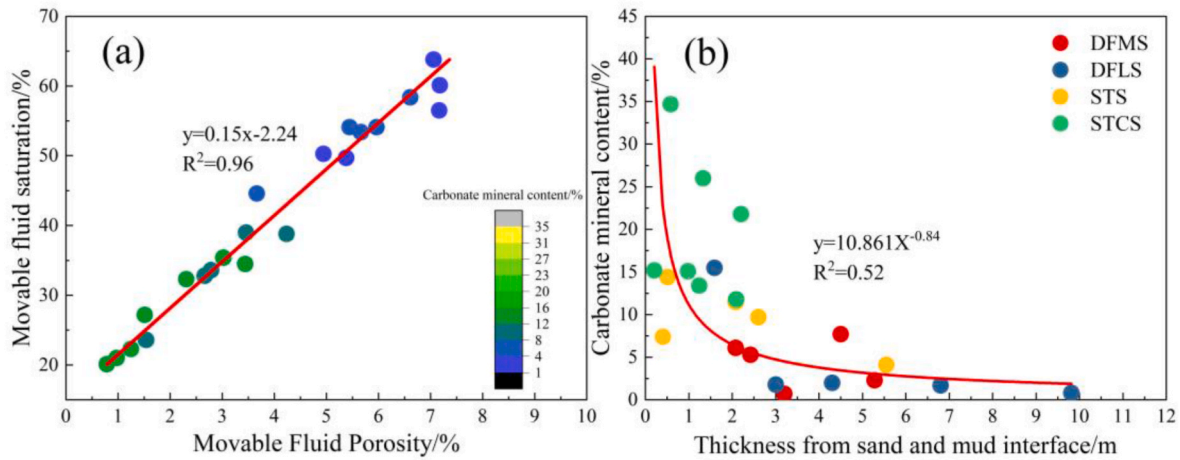 (a)
y=0.15x-2.24
R²=0.96
Carbonate mineral content/%
35
31
27
23
20
16
12
8
4
1
Movable fluid saturation/%
70
60
50
40
30
20
0 1 2 3 4 5 6 7 8 9 10
Movable Fluid Porosity/%
(b)
DFMS
DFLS
STS
STCS
y=10.861X⁻⁰·⁸⁴
R²=0.52
Carbonate mineral content/%
45
40
35
30
25
20
15
10
5
0
0 1 2 3 4 5 6 7 8 9 10 11 12
Thickness from sand and mud interface/m